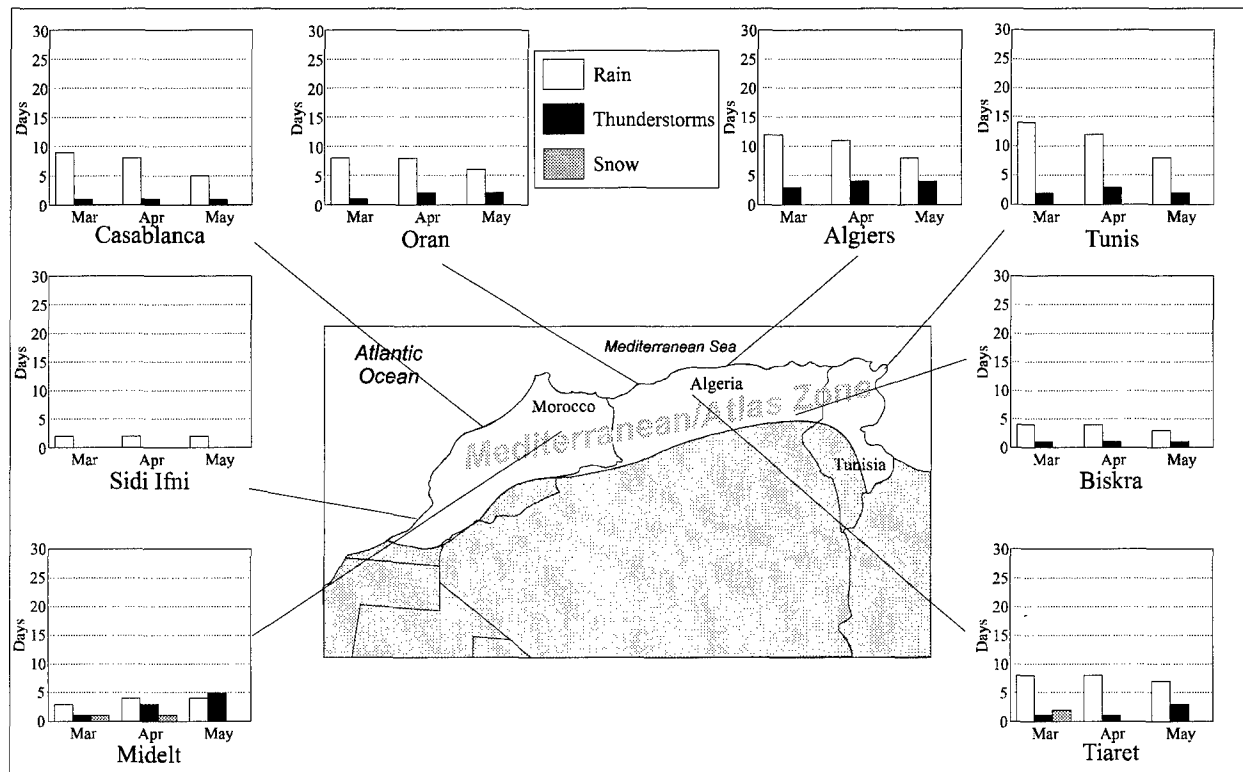 30
25
20
15
10
5
0
Days
Mar Apr May
Casablanca
30
25
20
15
10
5
0
Mar Apr May
Oran
Rain
Thunderstorms
Snow
30
25
20
15
10
5
0
Days
Mar Apr May
Algiers
30
25
20
15
10
5
0
Days
Mar Apr May
Tunis
30
25
20
15
10
5
0
Days
Mar Apr May
Sidi Ifni
Atlantic
Ocean
Mediterranean Sea
Morocco
Algeria
Mediterranean/Atlas Zone
Tunisia
30
25
20
15
10
5
0
Days
Mar Apr May
Biskra
30
25
20
15
10
5
0
Days
Mar Apr May
Midelt
30
25
20
15
10
5
0
Days
Mar Apr May
Tiaret